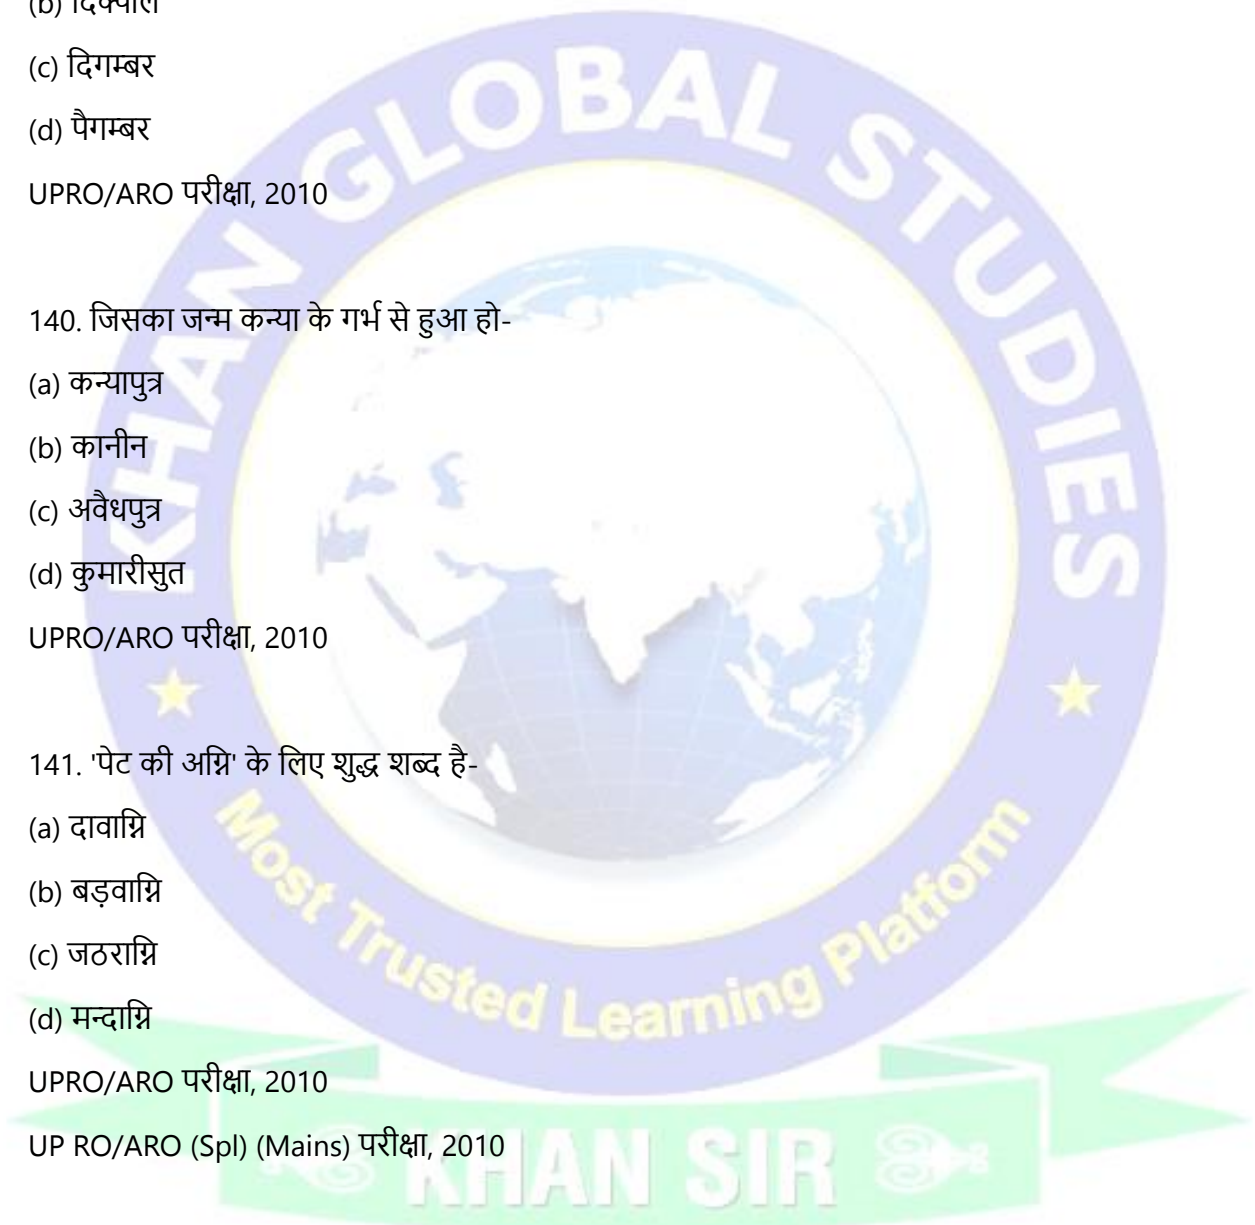 (b) दिक्पाल
(c) दिगम्बर
(d) पैगम्बर
UPRO/ARO परीक्षा, 2010
140. जिसका जन्म कन्या के गर्भ से हुआ हो-
(a) कन्यापुत्र
(b) कानीन
(c) अवैधपुत्र
(d) कुमारीसुत
UPRO/ARO परीक्षा, 2010
141. 'पेट की अग्नि' के लिए शुद्ध शब्द है-
(a) दावाग्नि
(b) बड़वाग्नि
(c) जठराग्नि
(d) मन्दाग्नि
UPRO/ARO परीक्षा, 2010
UP RO/ARO (Spl) (Mains) परीक्षा, 2010
KHAN GLOBAL STUDIES
Most Trusted Learning Platform
KHAN SIR